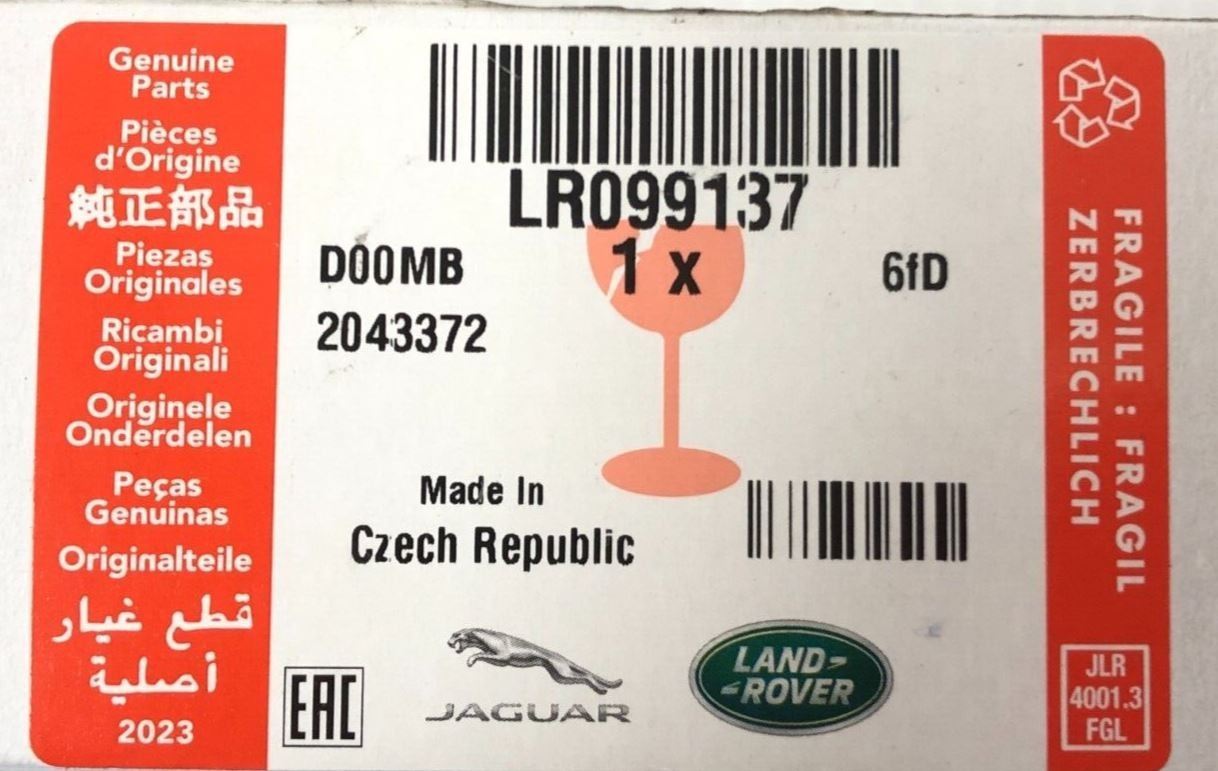 Genuine
Parts
Pièces
d'Origine
純正部品
Piezas
Originales
Ricambi
Originali
Originele
Onderdelen
Peças
Genuinas
Originalteile
قطع غيار
أصلية
2023
LR099137
D00MB
1 x
6fD
2043372
Made In
Czech Republic
EAC
JAGUAR
LAND-
-ROVER
FRAGILE : FRAGIL
ZERBRECHLICH
JLR
4001.3
FGL